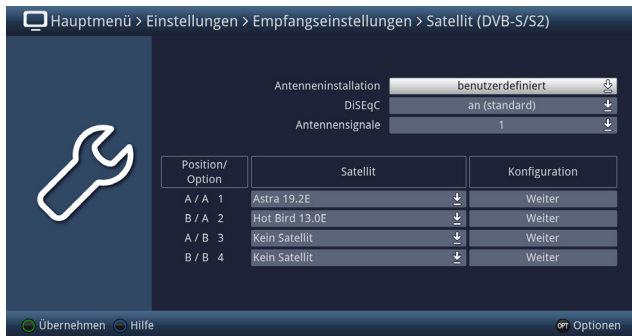 Hauptmenü > Einstellungen > Empfangseinstellungen > Satellit (DVB-S/S2)
Antenneninstallation benutzerdefiniert
DiSEqC an (standard)
Antennensignale 1
Position/ Option Satellit Konfiguration
A / A 1 Astra 19.2E Weiter
B / A 2 Hot Bird 13.0E Weiter
A / B 3 Kein Satellit Weiter
B / B 4 Kein Satellit Weiter
Übernehmen Hilfe OPT Optionen